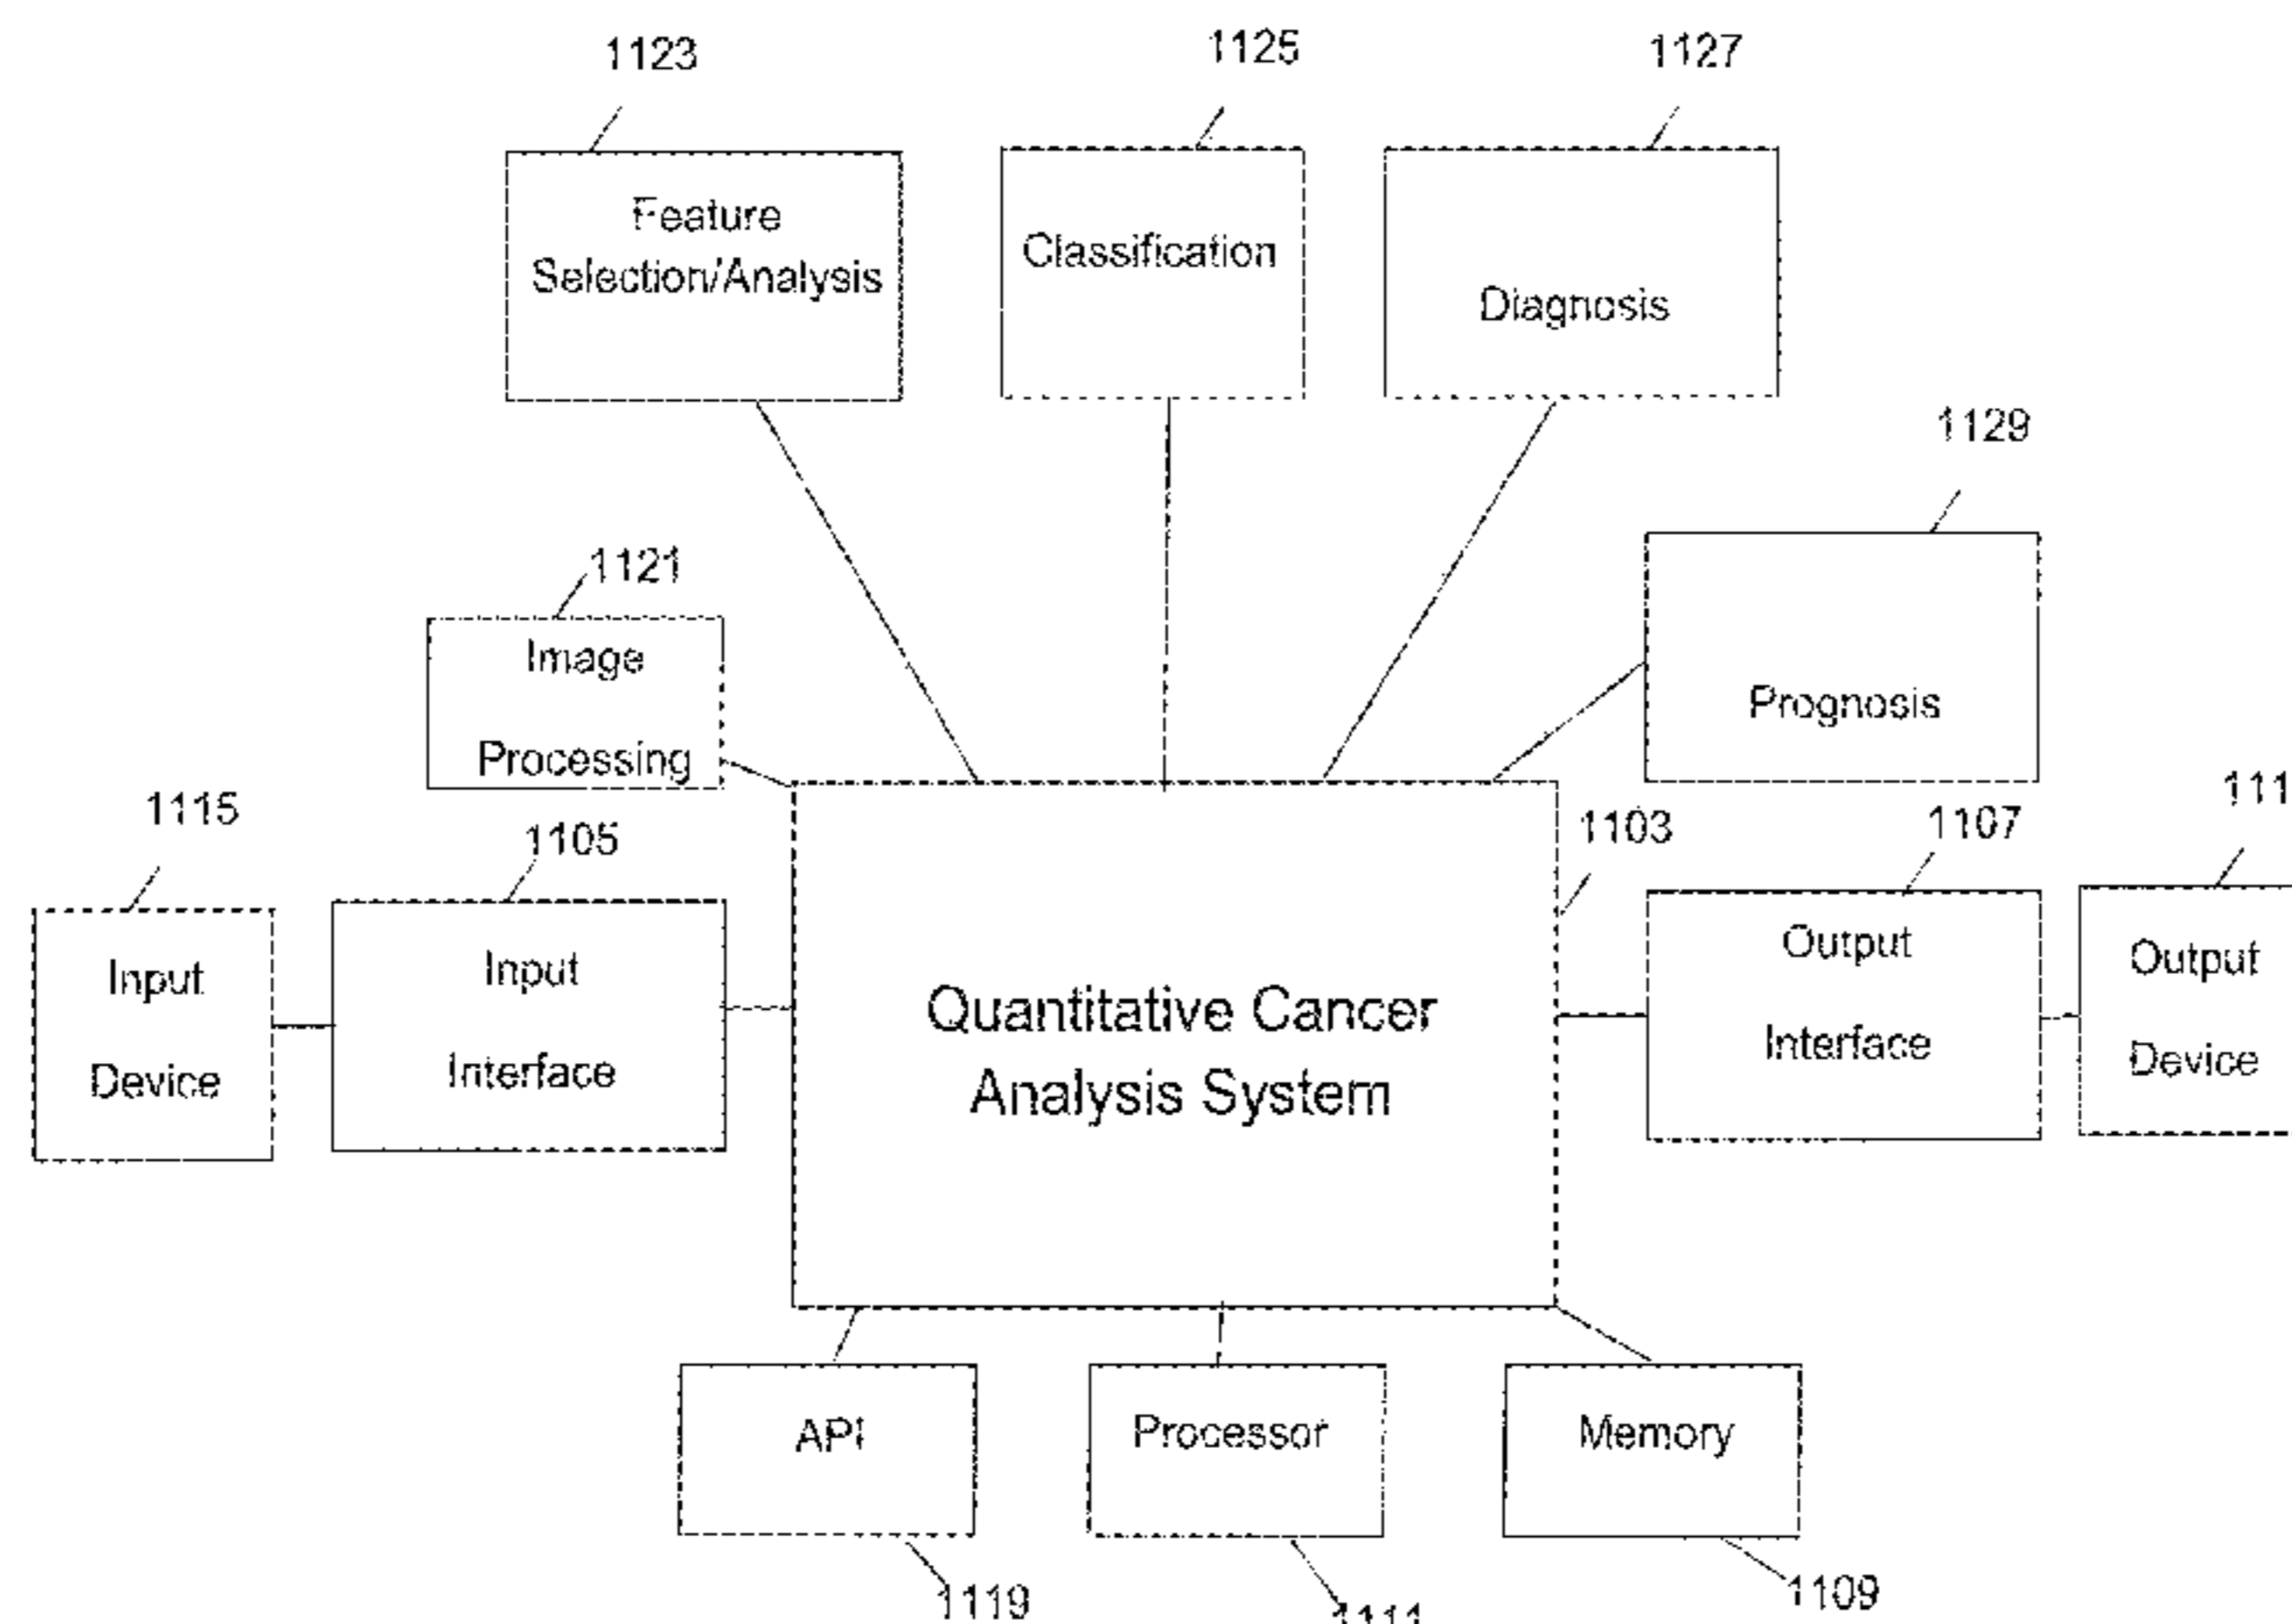 1123
1125
1127
Feature
Selection/Analysis
Classification
Diagnosis
1129
1121
Image
Processing
Prognosis
1115
1105
1103
1107
Input
Device
Input
Interface
Quantitative Cancer
Analysis System
Output
Interface
Output
Device
API
Processor
Memory
1119
1109